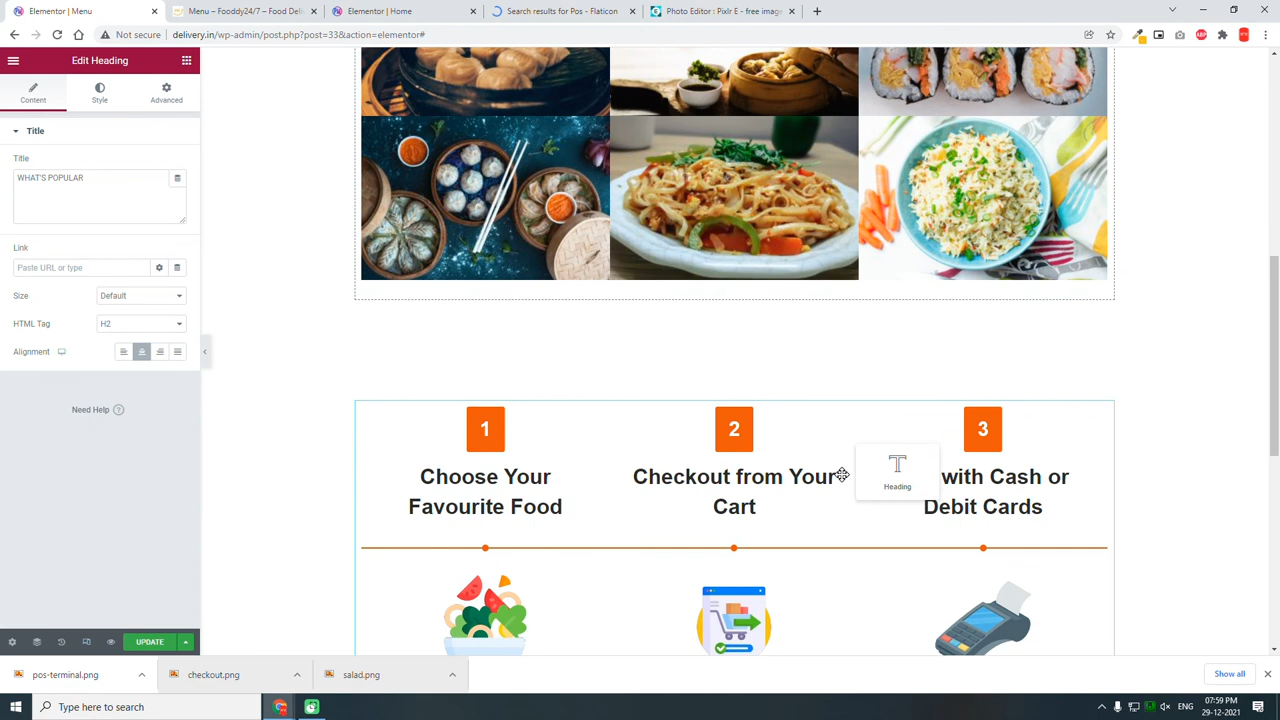 Elementor | Menu
Menu – Fooddy24/7 – Food Deli
Elementor | Home
Search results for Pos - Flaticon
Photo Editor : Pixlr E - free image
Not secure
delivery.in/wp-admin/post.php?post=33&action=elementor#
ABP
Edit Heading
Content
Style
Advanced
Title
Title
WHAT'S POPULAR
Link
Paste URL or type
Size
Default
HTML Tag
H2
Alignment
Need Help
UPDATE
1
2
3
Choose Your
Favourite Food
Checkout from Your
Cart
with Cash or
Debit Cards
Heading
pos-terminal.png
checkout.png
salad.png
Show all
Type here to search
ENG
07:59 PM
29-12-2021